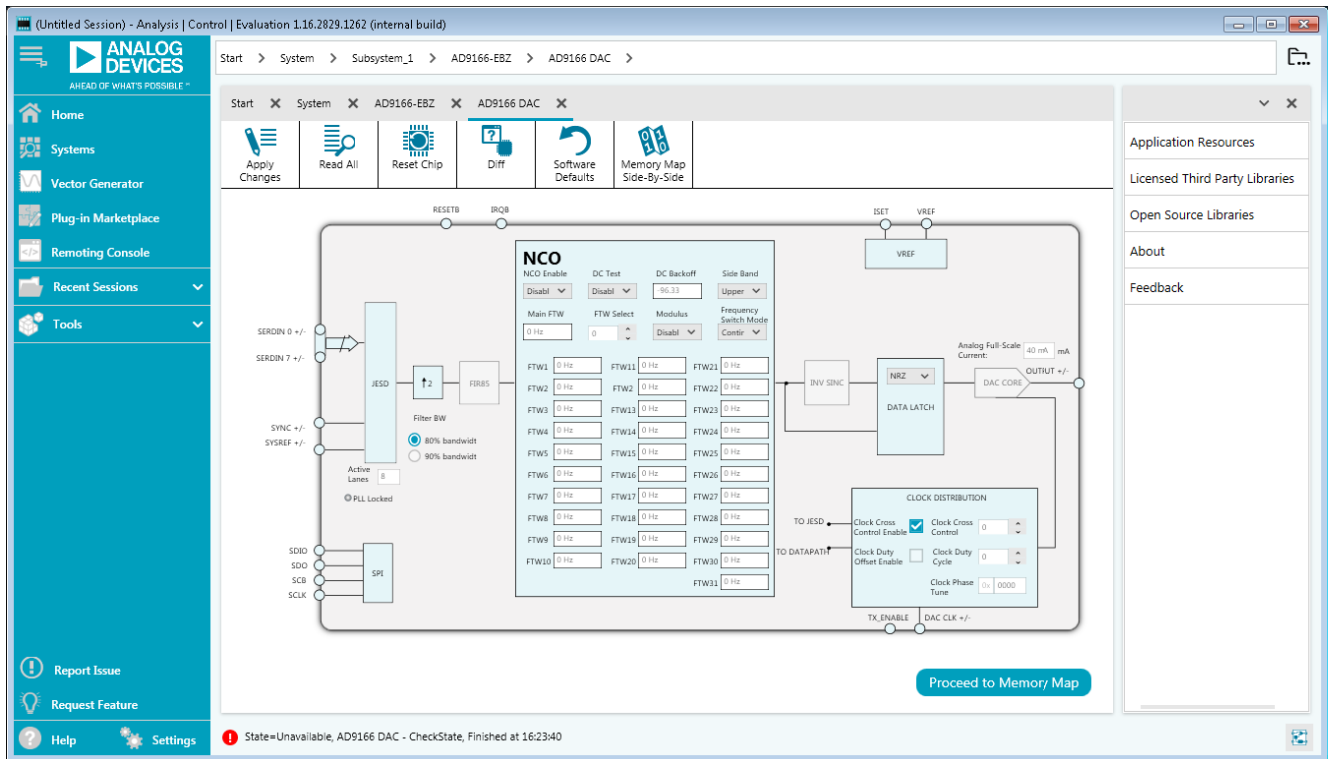 (Untitled Session) - Analysis | Control | Evaluation 1.16.2829.1262 (internal build)
ANALOG
DEVICES
AHEAD OF WHAT'S POSSIBLE™
Home
Systems
Vector Generator
Plug-in Marketplace
Remoting Console
Recent Sessions
Tools
Report Issue
Request Feature
Help
Settings
Start > System > Subsystem_1 > AD9166-EBZ > AD9166 DAC >
Start System AD9166-EBZ AD9166 DAC
Apply
Changes
Read All
Reset Chip
Diff
Software
Defaults
Memory Map
Side-By-Side
RESETB IRQB
ISET VREF
VREF
SERDIN 0 +/-
SERDIN 7 +/-
SYNC +/-
SYSREF +/-
JESD
2
FIR85
Filter BW
80% bandwidt
90% bandwidt
Active
Lanes 8
PLL Locked
SDIO
SDO
SCB
SCLK
SPI
NCO
NCO Enable DC Test DC Backoff Side Band
Disabl Disabl -96.33 Upper
Main FTW FTW Select Modulus Frequency
Switch Mode
0 Hz 0 Disabl Contir
FTW1 0 Hz FTW11 0 Hz FTW21 0 Hz
FTW2 0 Hz FTW2 0 Hz FTW22 0 Hz
FTW3 0 Hz FTW13 0 Hz FTW23 0 Hz
FTW4 0 Hz FTW14 0 Hz FTW24 0 Hz
FTW5 0 Hz FTW15 0 Hz FTW25 0 Hz
FTW6 0 Hz FTW16 0 Hz FTW26 0 Hz
FTW7 0 Hz FTW17 0 Hz FTW27 0 Hz
FTW8 0 Hz FTW18 0 Hz FTW28 0 Hz
FTW9 0 Hz FTW19 0 Hz FTW29 0 Hz
FTW10 0 Hz FTW20 0 Hz FTW30 0 Hz
FTW31 0 Hz
INV SINC
NRZ
DATA LATCH
Analog Full-Scale
Current: 40 mA mA
DAC CORE
OUTIUT +/-
CLOCK DISTRIBUTION
TO JESD
TO DATAPATH
Clock Cross
Control Enable
Clock Cross
Control 0
Clock Duty
Offset Enable
Clock Duty
Cycle 0
Clock Phase
Tune 0x 0000
TX_ENABLE DAC CLK +/-
Proceed to Memory Map
State=Unavailable, AD9166 DAC - CheckState, Finished at 16:23:40
Application Resources
Licensed Third Party Libraries
Open Source Libraries
About
Feedback